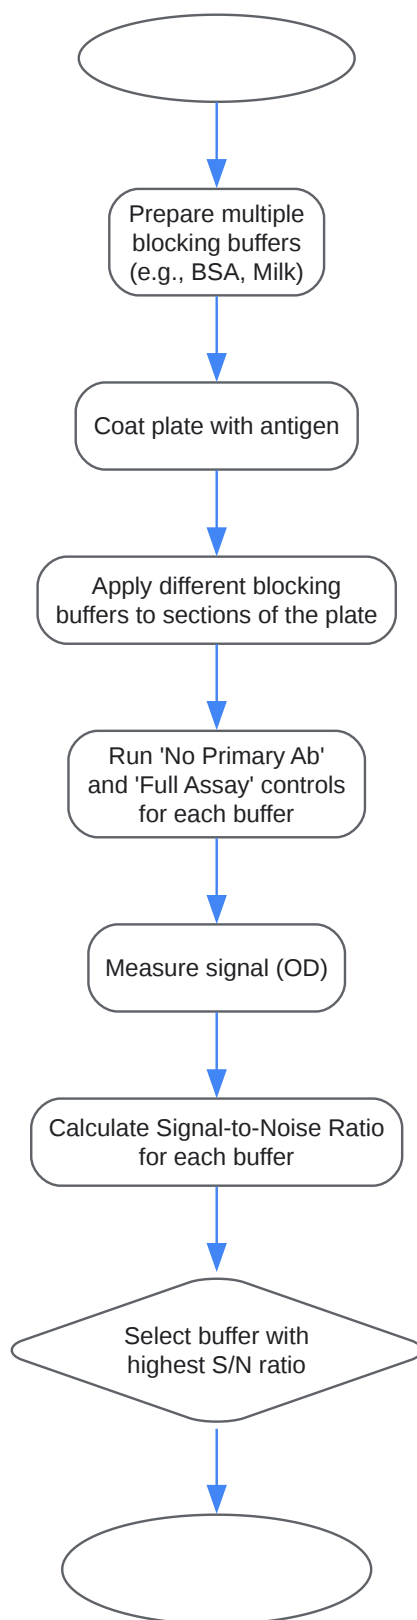 Prepare multiple
blocking buffers
(e.g., BSA, Milk)
Coat plate with antigen
Apply different blocking
buffers to sections of the plate
Run 'No Primary Ab'
and 'Full Assay' controls
for each buffer
Measure signal (OD)
Calculate Signal-to-Noise Ratio
for each buffer
Select buffer with
highest S/N ratio